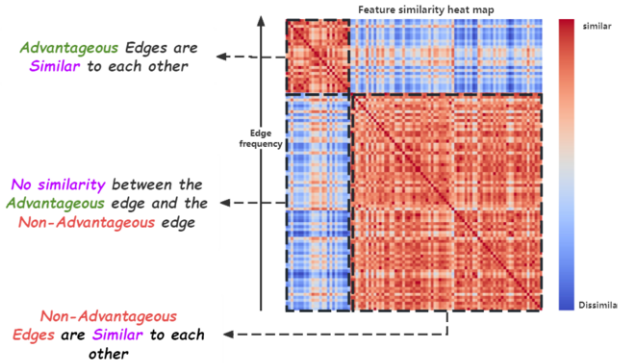 Feature similarity heat map
similar
Advantageous Edges are
Similar to each other
Edge
frequency
No similarity between the
Advantageous edge and the
Non-Advantageous edge
Dissimila
Non-Advantageous
Edges are Similar to each
other